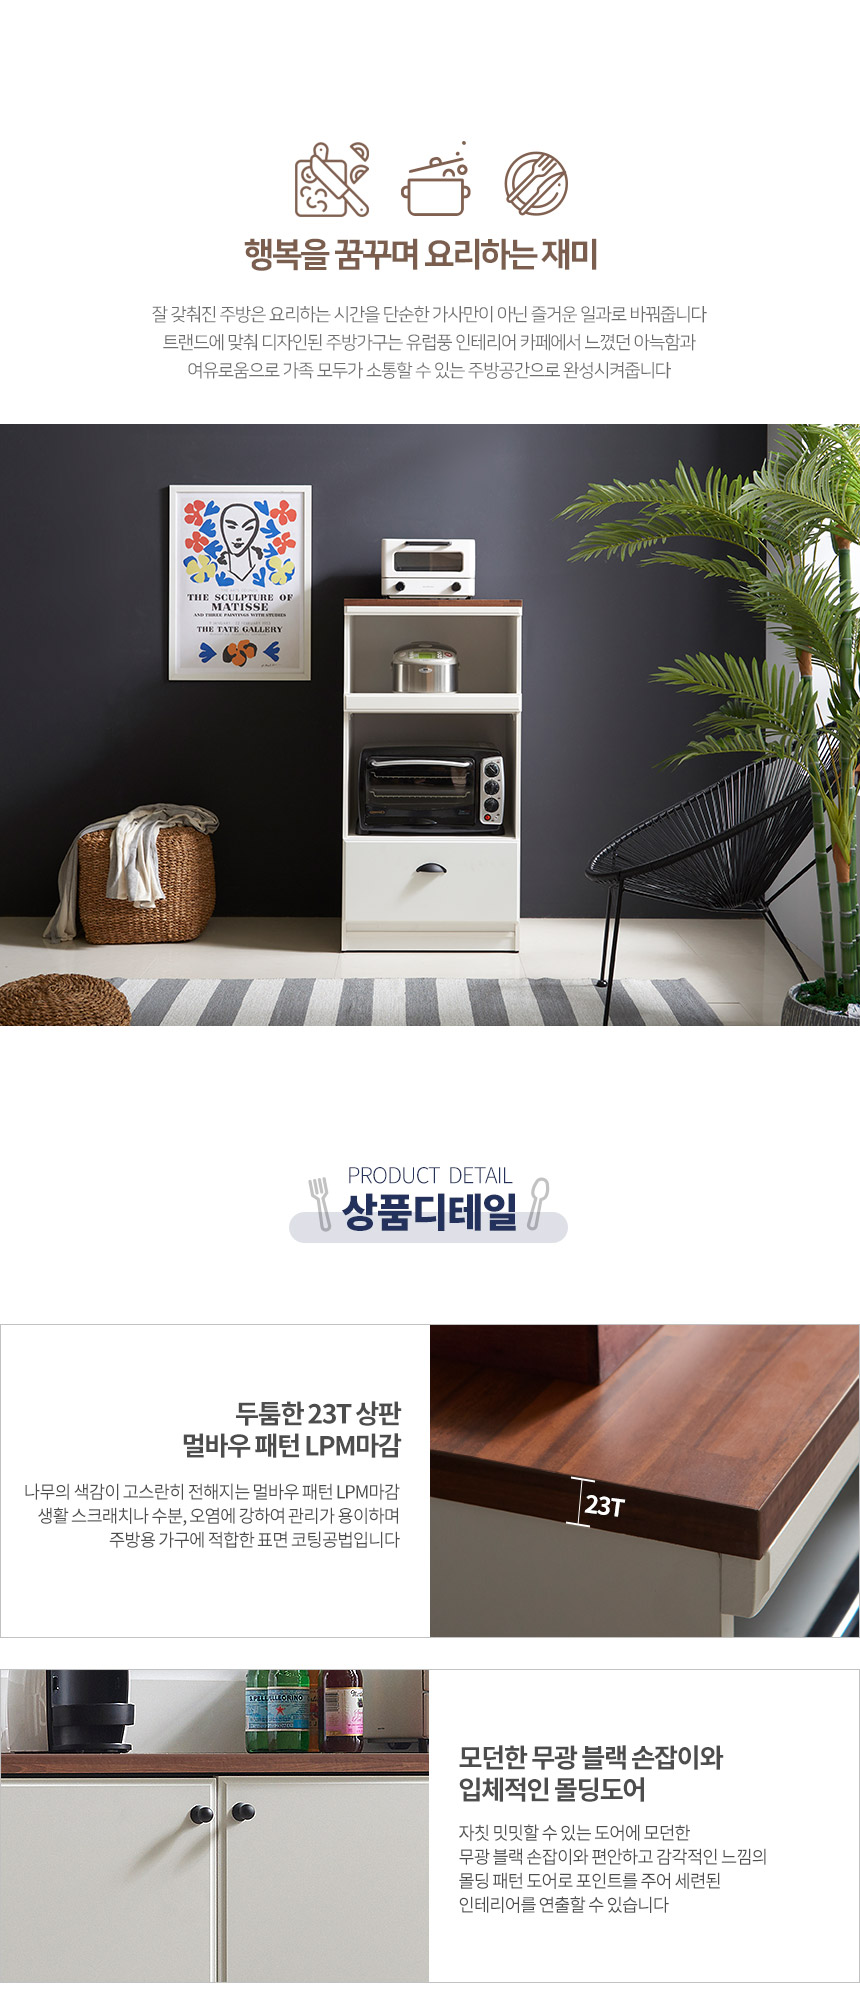 행복을 꿈꾸며 요리하는 재미
잘 갖춰진 주방은 요리하는 시간을 단순한 가사만이 아닌 즐거운 일과로 바꿔줍니다
트랜드에 맞춰 디자인된 주방가구는 유럽풍 인테리어 카페에서 느꼈던 아늑함과
여유로움으로 가족 모두가 소통할 수 있는 주방공간으로 완성시켜줍니다
THE SCULPTURE OF
MATISSE
AND THREE PAINTINGS WITH STUDIES
THE TATE GALLERY
PRODUCT DETAIL
상품디테일
두툼한 23T 상판
멀바우 패턴 LPM마감
나무의 색감이 고스란히 전해지는 멀바우 패턴 LPM마감
생활 스크래치나 수분, 오염에 강하여 관리가 용이하며
주방용 가구에 적합한 표면 코팅공법입니다
23T
S.PELLEGRINO
모던한 무광 블랙 손잡이와
입체적인 몰딩도어
자칫 밋밋할 수 있는 도어에 모던한
무광 블랙 손잡이와 편안하고 감각적인 느낌의
몰딩 패턴 도어로 포인트를 주어 세련된
인테리어를 연출할 수 있습니다